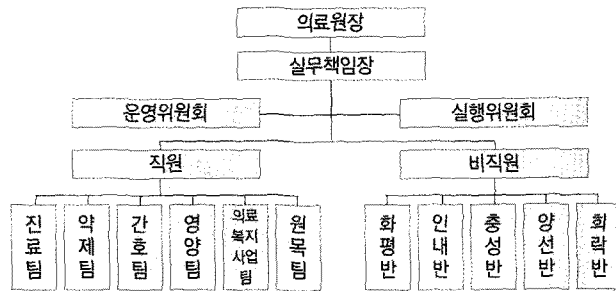 의료원장
실무책임장
운영위원회
실행위원회
직원
비직원
진료팀
약제팀
간호팀
영양팀
의료복지사업팀
원목팀
화평반
인내반
충성반
양선반
희락반